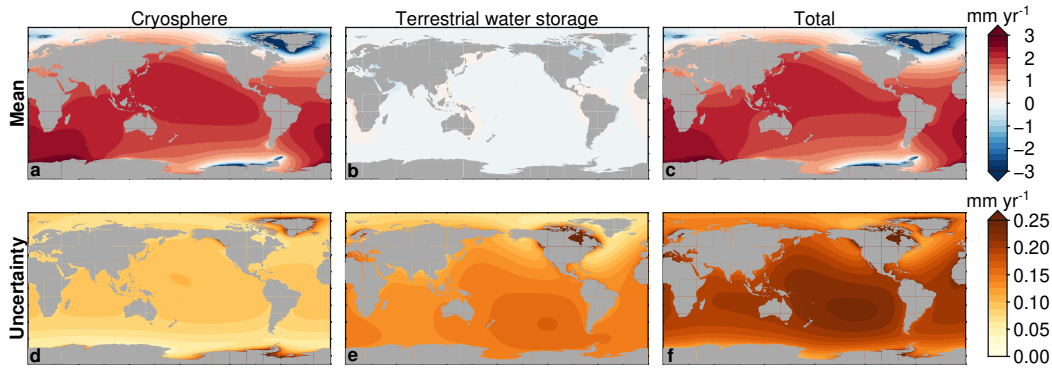 Cryosphere
Terrestrial water storage
Total
mm yr-1
Mean
a
b
c
3
2
1
0
−1
−2
−3
mm yr-1
Uncertainty
d
e
f
0.25
0.20
0.15
0.10
0.05
0.00